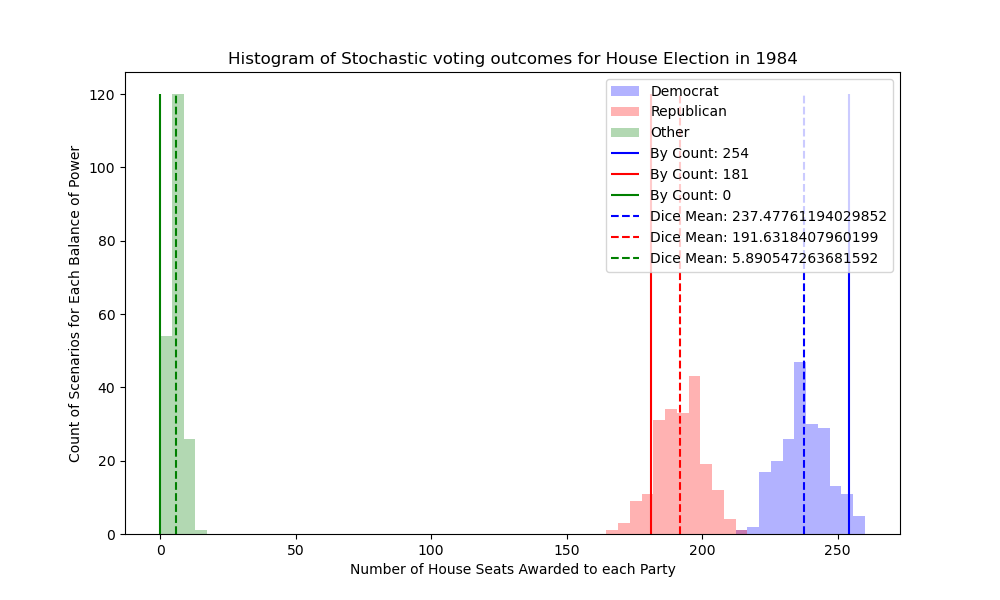 Histogram of Stochastic voting outcomes for House Election in 1984
Count of Scenarios for Each Balance of Power
120
100
80
60
40
20
0
Democrat
Republican
Other
By Count: 254
By Count: 181
By Count: 0
Dice Mean: 237.47761194029852
Dice Mean: 191.6318407960199
Dice Mean: 5.890547263681592
0
50
100
150
200
250
Number of House Seats Awarded to each Party